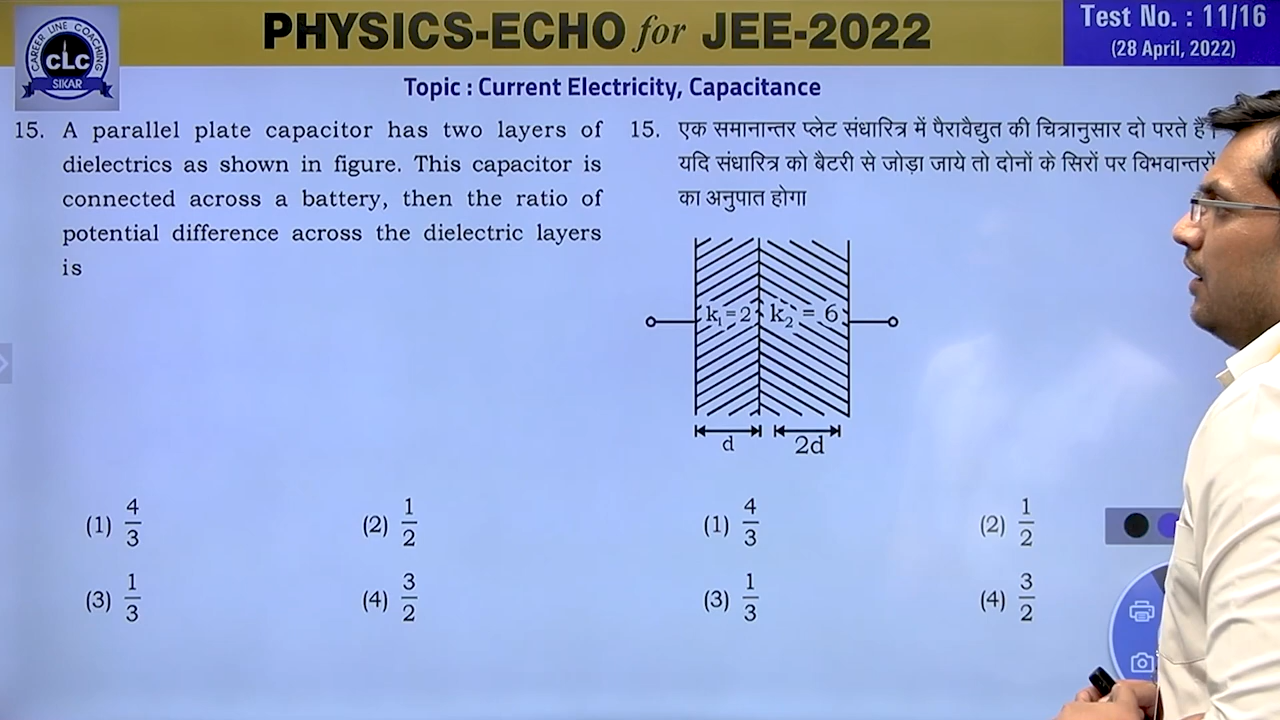 PHYSICS-ECHO for JEE-2022
Test No. : 11/16
(28 April, 2022)
CAREER LINE COACHING
CLC
SIKAR
Topic : Current Electricity, Capacitance
15. A parallel plate capacitor has two layers of
dielectrics as shown in figure. This capacitor is
connected across a battery, then the ratio of
potential difference across the dielectric layers
is
(1) 4/3
(2) 1/2
(3) 1/3
(4) 3/2
15. एक समानान्तर प्लेट संधारित्र में पैरावैद्युत की चित्रानुसार दो परते हैं।
यदि संधारित्र को बैटरी से जोड़ा जाये तो दोनों के सिरों पर विभवान्तरों
का अनुपात होगा
k₁=2 k₂ = 6
d 2d
(1) 4/3
(2) 1/2
(3) 1/3
(4) 3/2